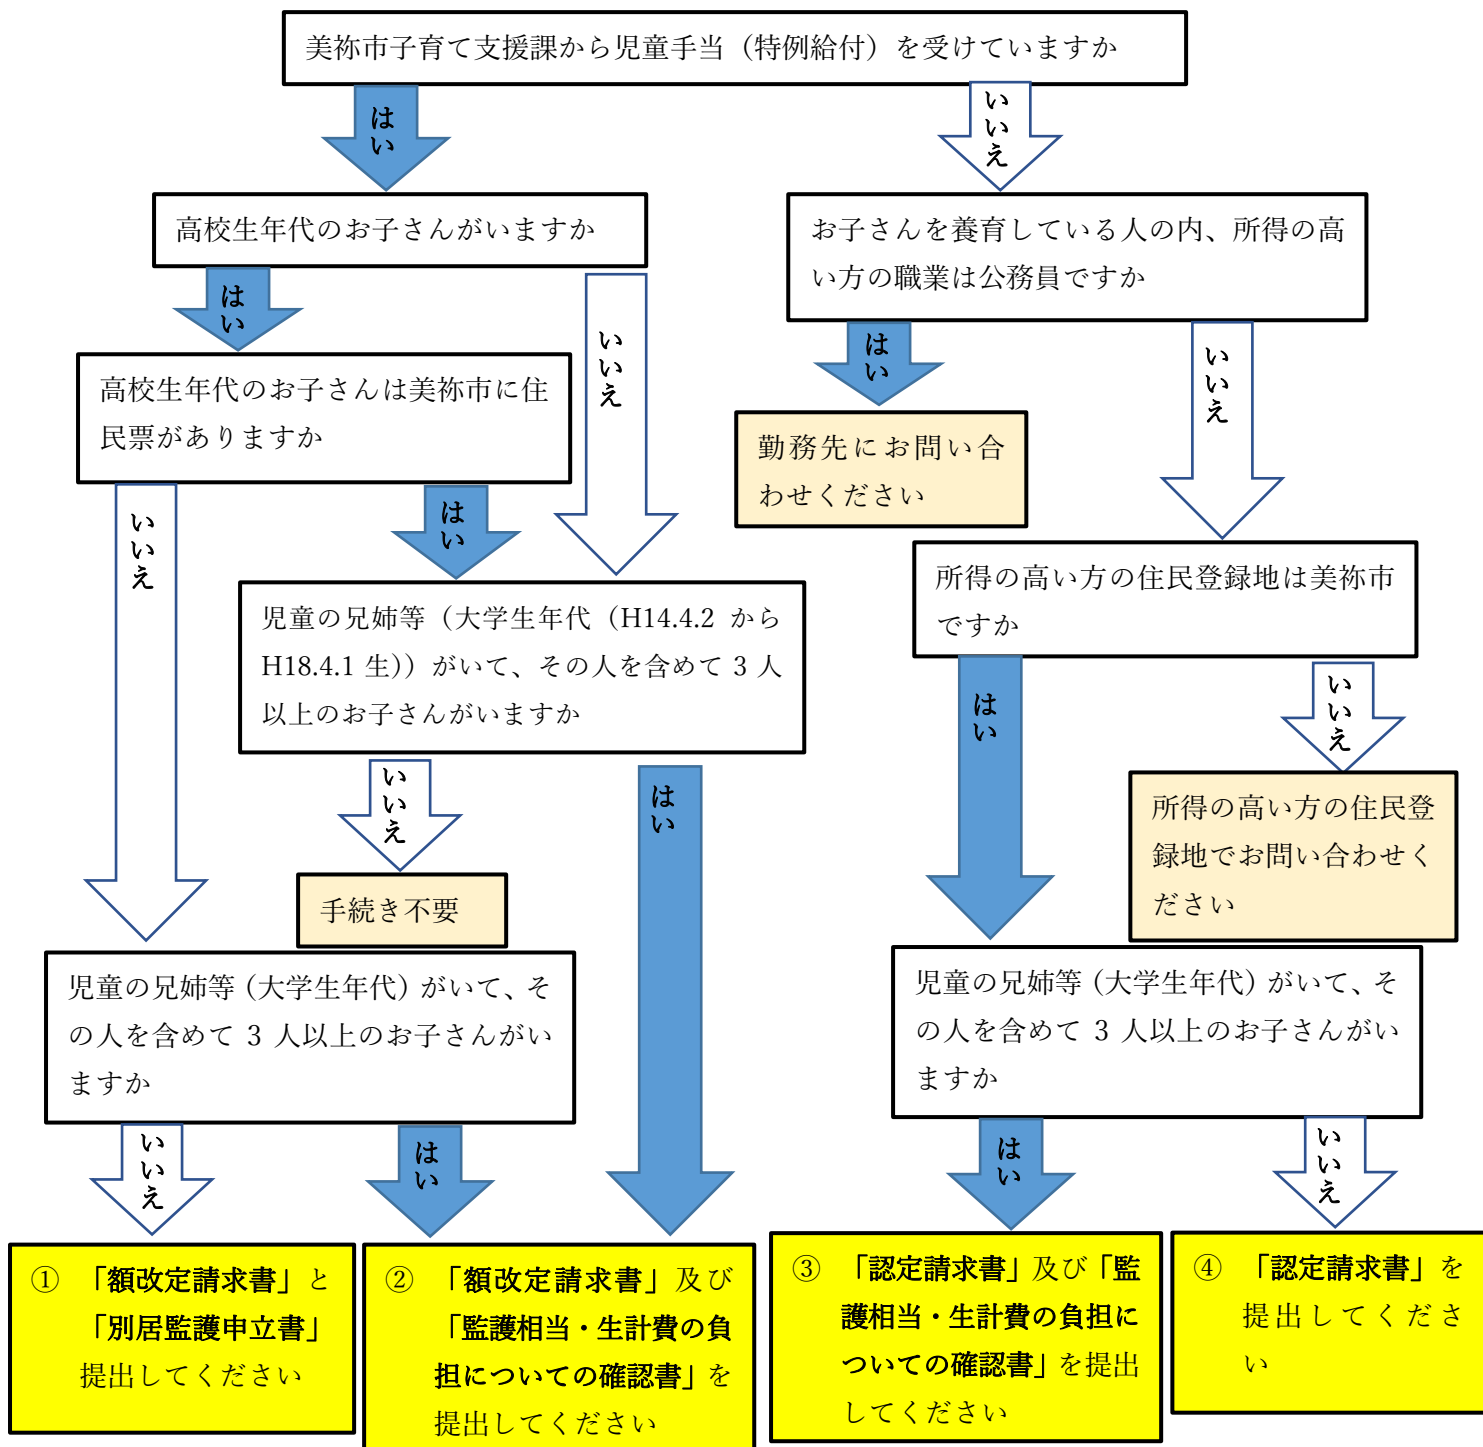 美祢市子育て支援課から児童手当（特例給付）を受けていますか
はい
いいえ
高校生年代のお子さんがいますか
お子さんを養育している人の内、所得の高
い方の職業は公務員ですか
はい
いいえ
はい
いいえ
高校生年代のお子さんは美祢市に住
民票がありますか
勤務先にお問い合
わせください
いいえ
はい
所得の高い方の住民登録地は美祢市
ですか
児童の兄姉等（大学生年代（H14.4.2 から
H18.4.1 生））がいて、その人を含めて 3 人
以上のお子さんがいますか
はい
いいえ
いいえ
はい
所得の高い方の住民登
録地でお問い合わせく
ださい
手続き不要
児童の兄姉等（大学生年代）がいて、そ
の人を含めて 3 人以上のお子さんがい
ますか
児童の兄姉等（大学生年代）がいて、そ
の人を含めて 3 人以上のお子さんがい
ますか
いいえ
はい
はい
いいえ
① 「額改定請求書」と
「別居監護申立書」
提出してください
② 「額改定請求書」及び
「監護相当・生計費の負
担についての確認書」を
提出してください
③ 「認定請求書」及び「監
護相当・生計費の負担に
ついての確認書」を提出
してください
④ 「認定請求書」を
提出してくださ
い